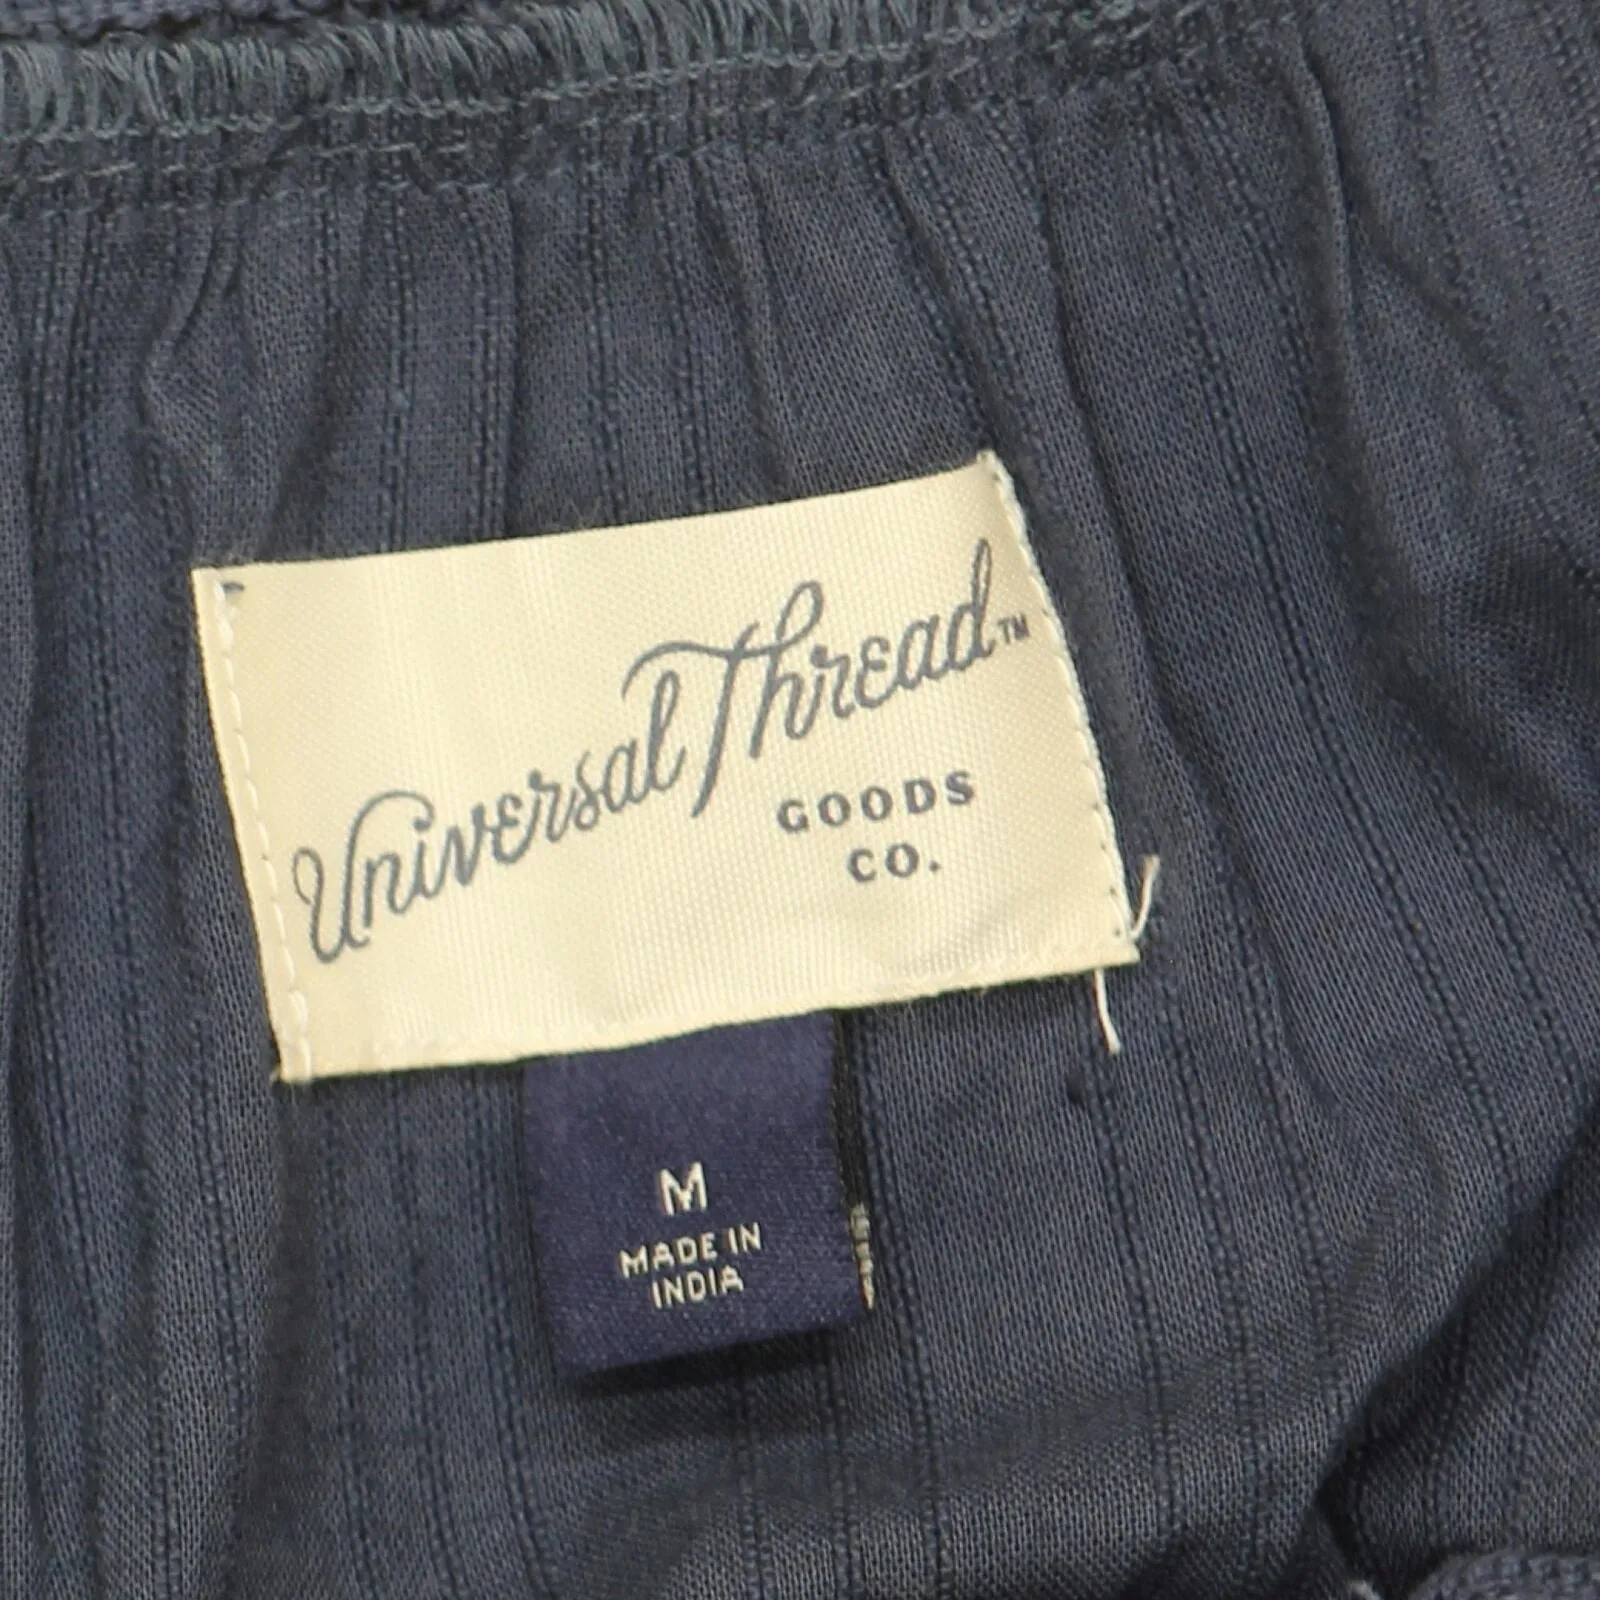 Universal Thread™
GOODS
CO.
M
MADE IN
INDIA